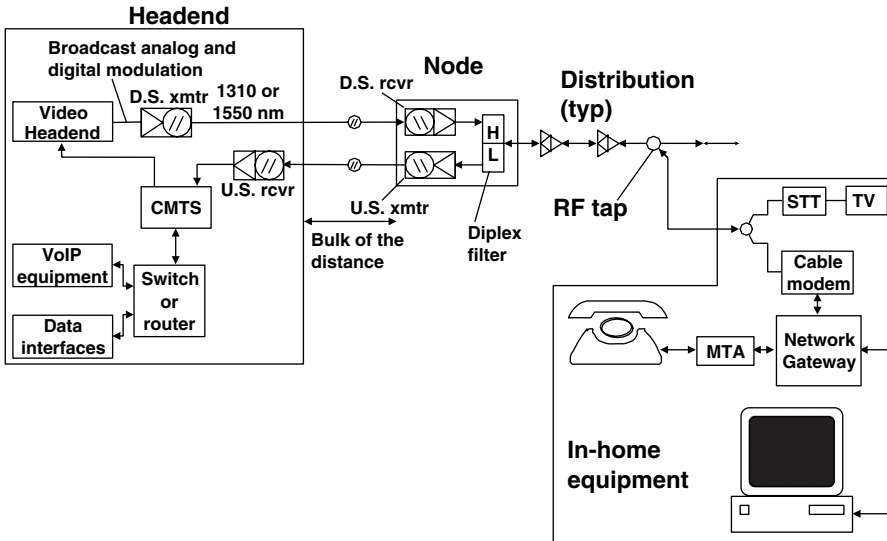 Headend
Broadcast analog and
digital modulation
D.S. xmtr
1310 or
1550 nm
Video
Headend
U.S. rcvr
CMTS
VoIP
equipment
Switch
or
router
Data
interfaces
Bulk of the
distance
Node
D.S. rcvr
H
L
U.S. xmtr
Diplex
filter
Distribution
(typ)
RF tap
STT
TV
Cable
modem
Network
Gateway
MTA
In-home
equipment